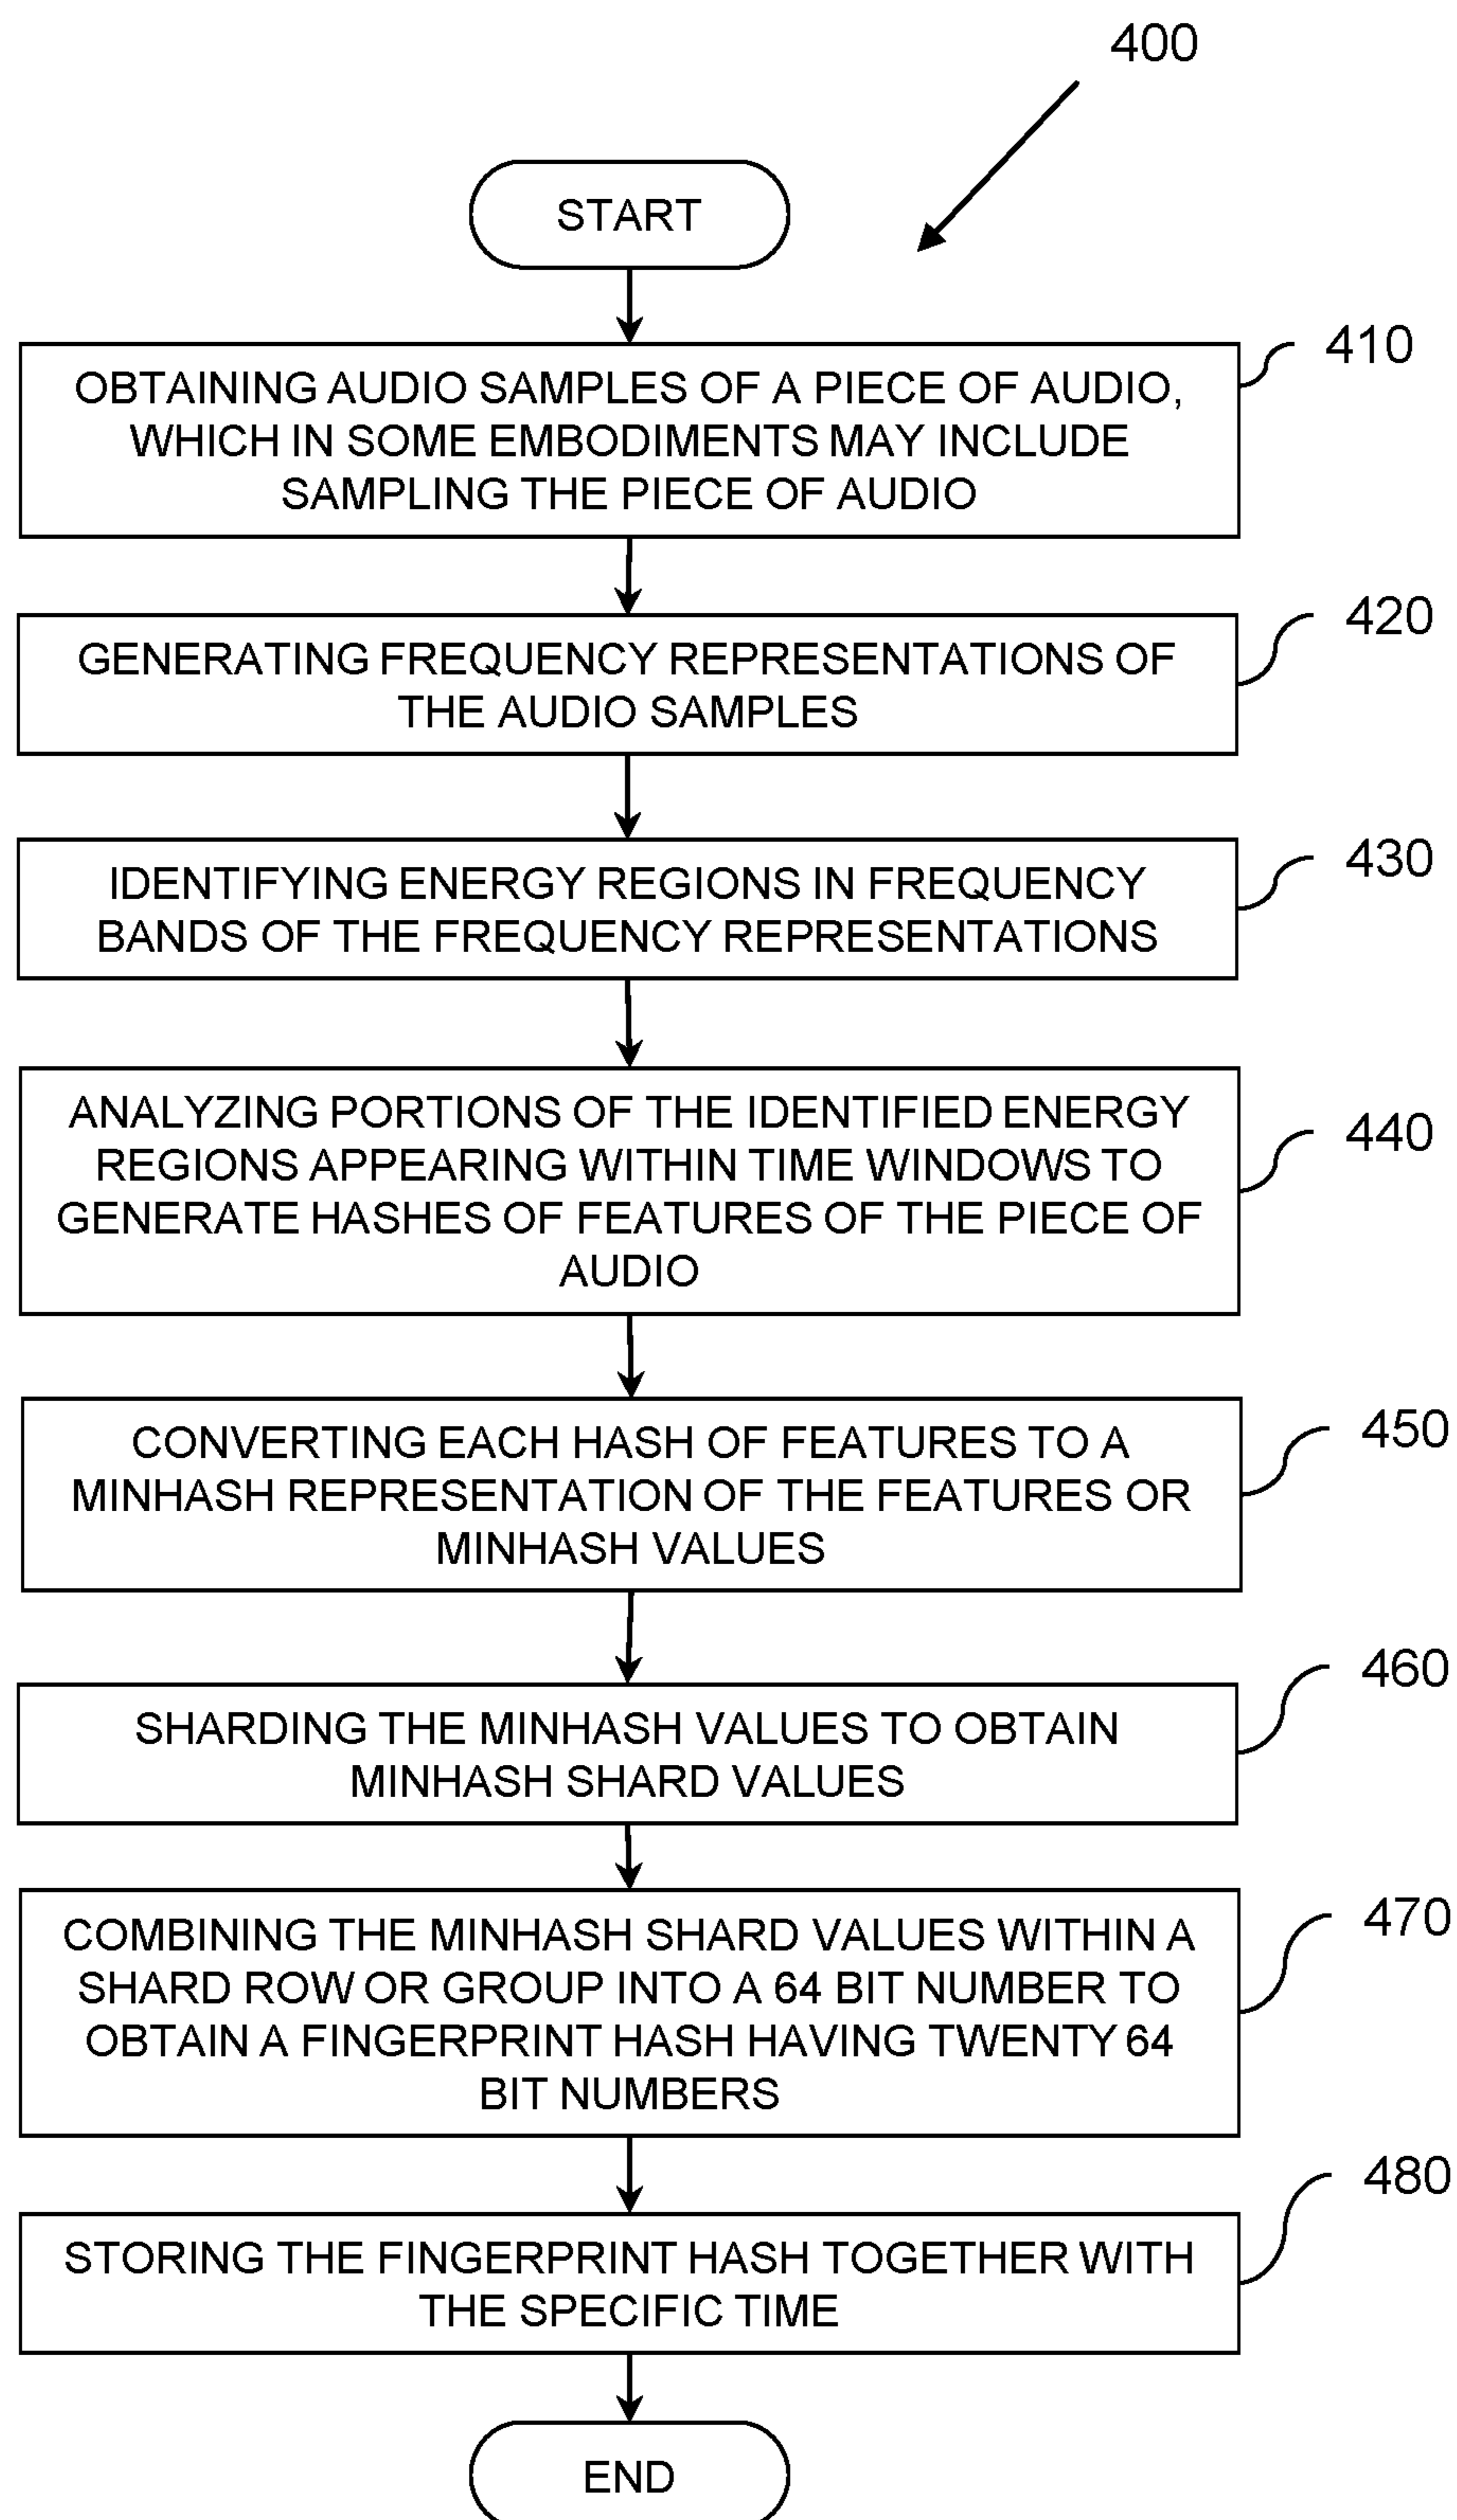 400
START
410
OBTAINING AUDIO SAMPLES OF A PIECE OF AUDIO,
WHICH IN SOME EMBODIMENTS MAY INCLUDE
SAMPLING THE PIECE OF AUDIO
420
GENERATING FREQUENCY REPRESENTATIONS OF
THE AUDIO SAMPLES
430
IDENTIFYING ENERGY REGIONS IN FREQUENCY
BANDS OF THE FREQUENCY REPRESENTATIONS
440
ANALYZING PORTIONS OF THE IDENTIFIED ENERGY
REGIONS APPEARING WITHIN TIME WINDOWS TO
GENERATE HASHES OF FEATURES OF THE PIECE OF
AUDIO
450
CONVERTING EACH HASH OF FEATURES TO A
MINHASH REPRESENTATION OF THE FEATURES OR
MINHASH VALUES
460
SHARDING THE MINHASH VALUES TO OBTAIN
MINHASH SHARD VALUES
470
COMBINING THE MINHASH SHARD VALUES WITHIN A
SHARD ROW OR GROUP INTO A 64 BIT NUMBER TO
OBTAIN A FINGERPRINT HASH HAVING TWENTY 64
BIT NUMBERS
480
STORING THE FINGERPRINT HASH TOGETHER WITH
THE SPECIFIC TIME
END